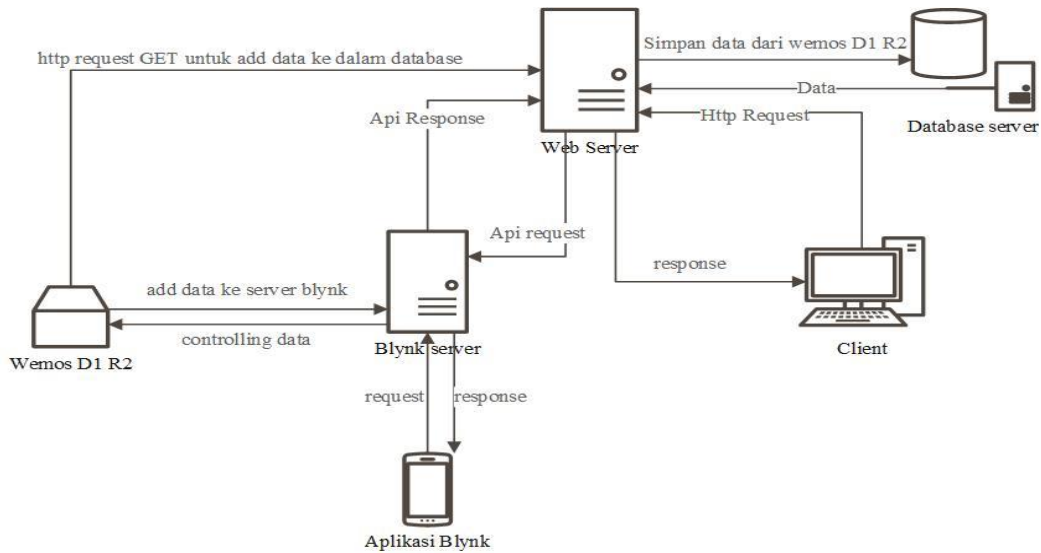 Simpan data dari wemos D1 R2
http request GET untuk add data ke dalam database
Data
Api Response
Http Request
Database server
Web Server
Api request
response
add data ke server blynk
controlling data
Blynk server
Client
Wemos D1 R2
request
response
Aplikasi Blynk